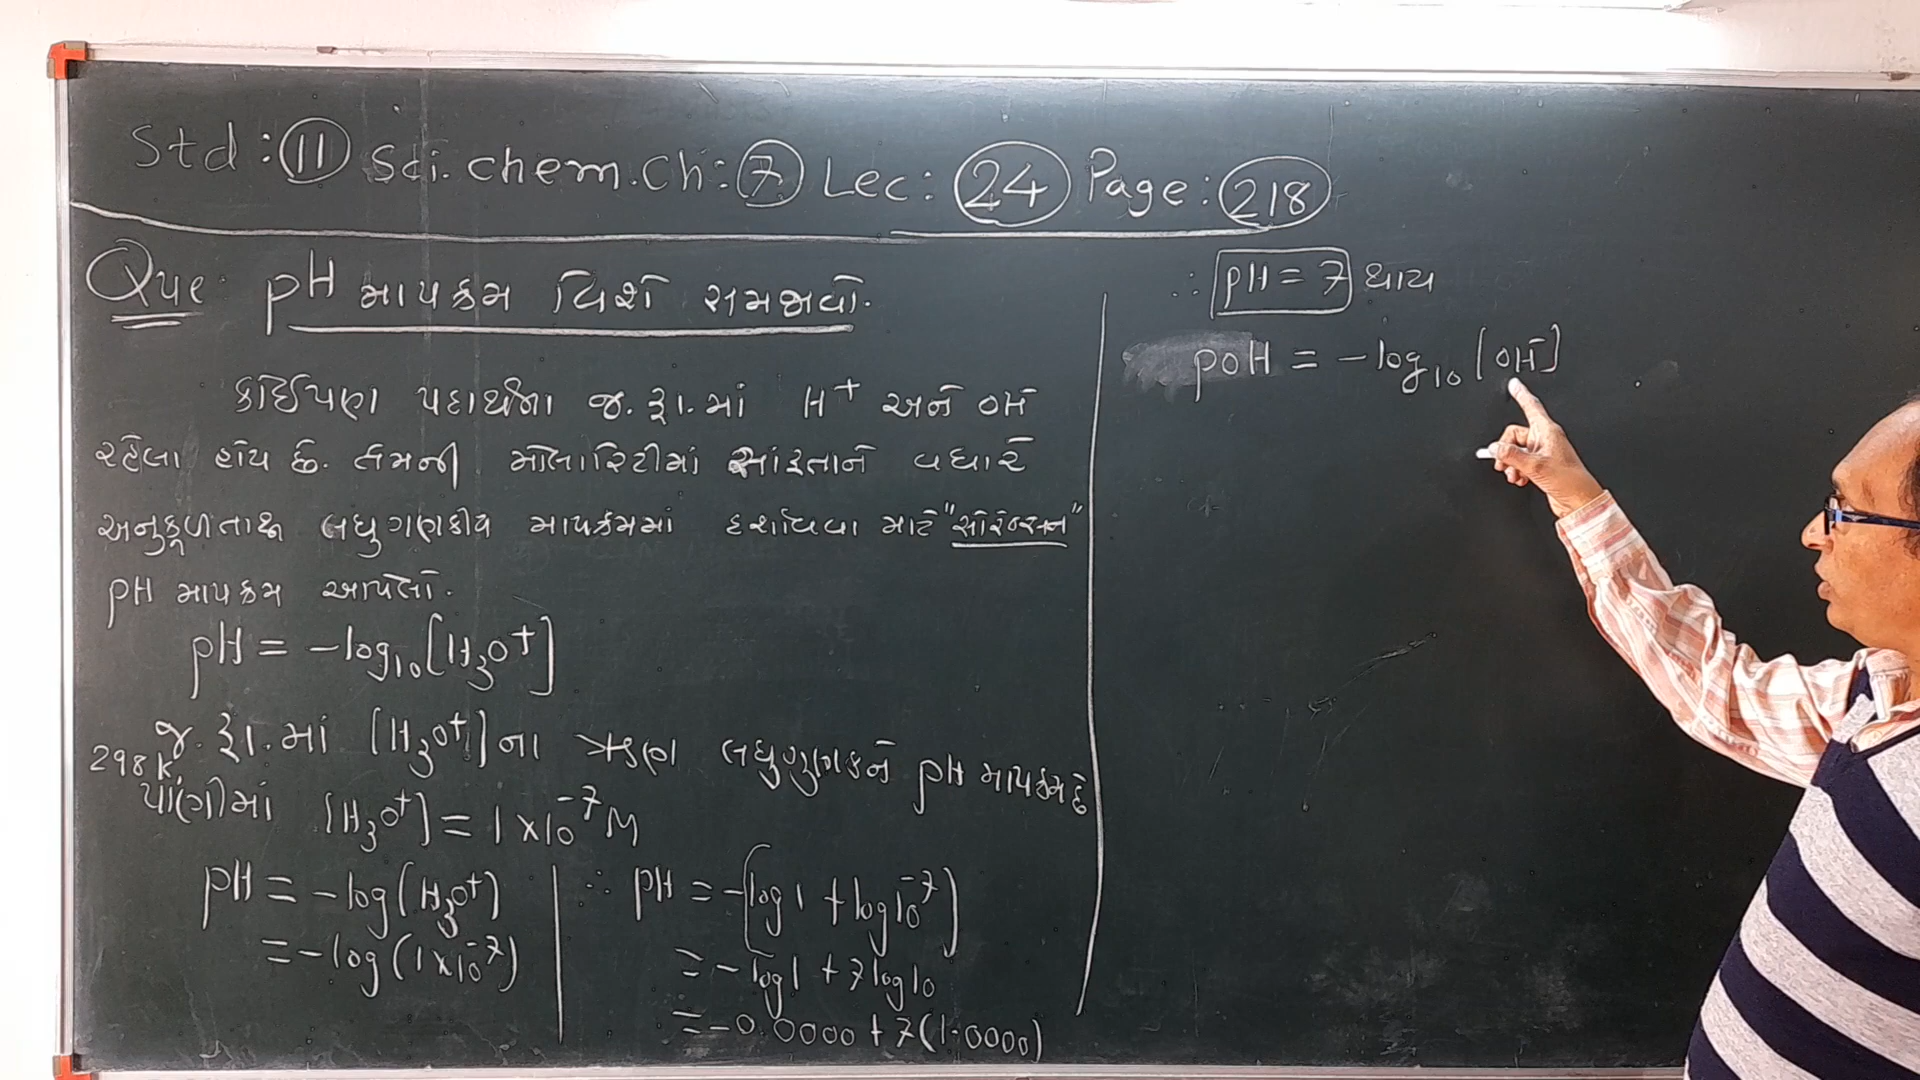 Std : 11 Sci. chem. Ch : 7 Lec : 24 Page : 218
Que. pH માપક્રમ વિશે સમજાવો.
કોઈપણ પદાર્થના જ. દ્રા. માં H⁺ અને OH⁻
રહેલા હોય છે. તેમની મોલારિટીમાં સાંદ્રતાને વધારે
અનુકૂળતાથી લઘુગણકીય માપક્રમમાં દર્શાવવા માટે "સોરેન્સન"
pH માપક્રમ આપેલો.
pH = -log₁₀[H₃O⁺]
જ. દ્રા. માં [H₃O⁺] ના ઋણ લઘુગુણકને pH માપક્રમ કહે
298 K
પાણીમાં [H₃O⁺] = 1 × 10⁻⁷ M
pH = -log(H₃O⁺)
= -log(1×10⁻⁷)
∴ pH = -(log 1 + log 10⁻⁷)
= -log 1 + 7 log 10
= -0.0000 + 7(1.0000)
∴ pH = 7 થાય
pOH = -log₁₀[OH⁻]